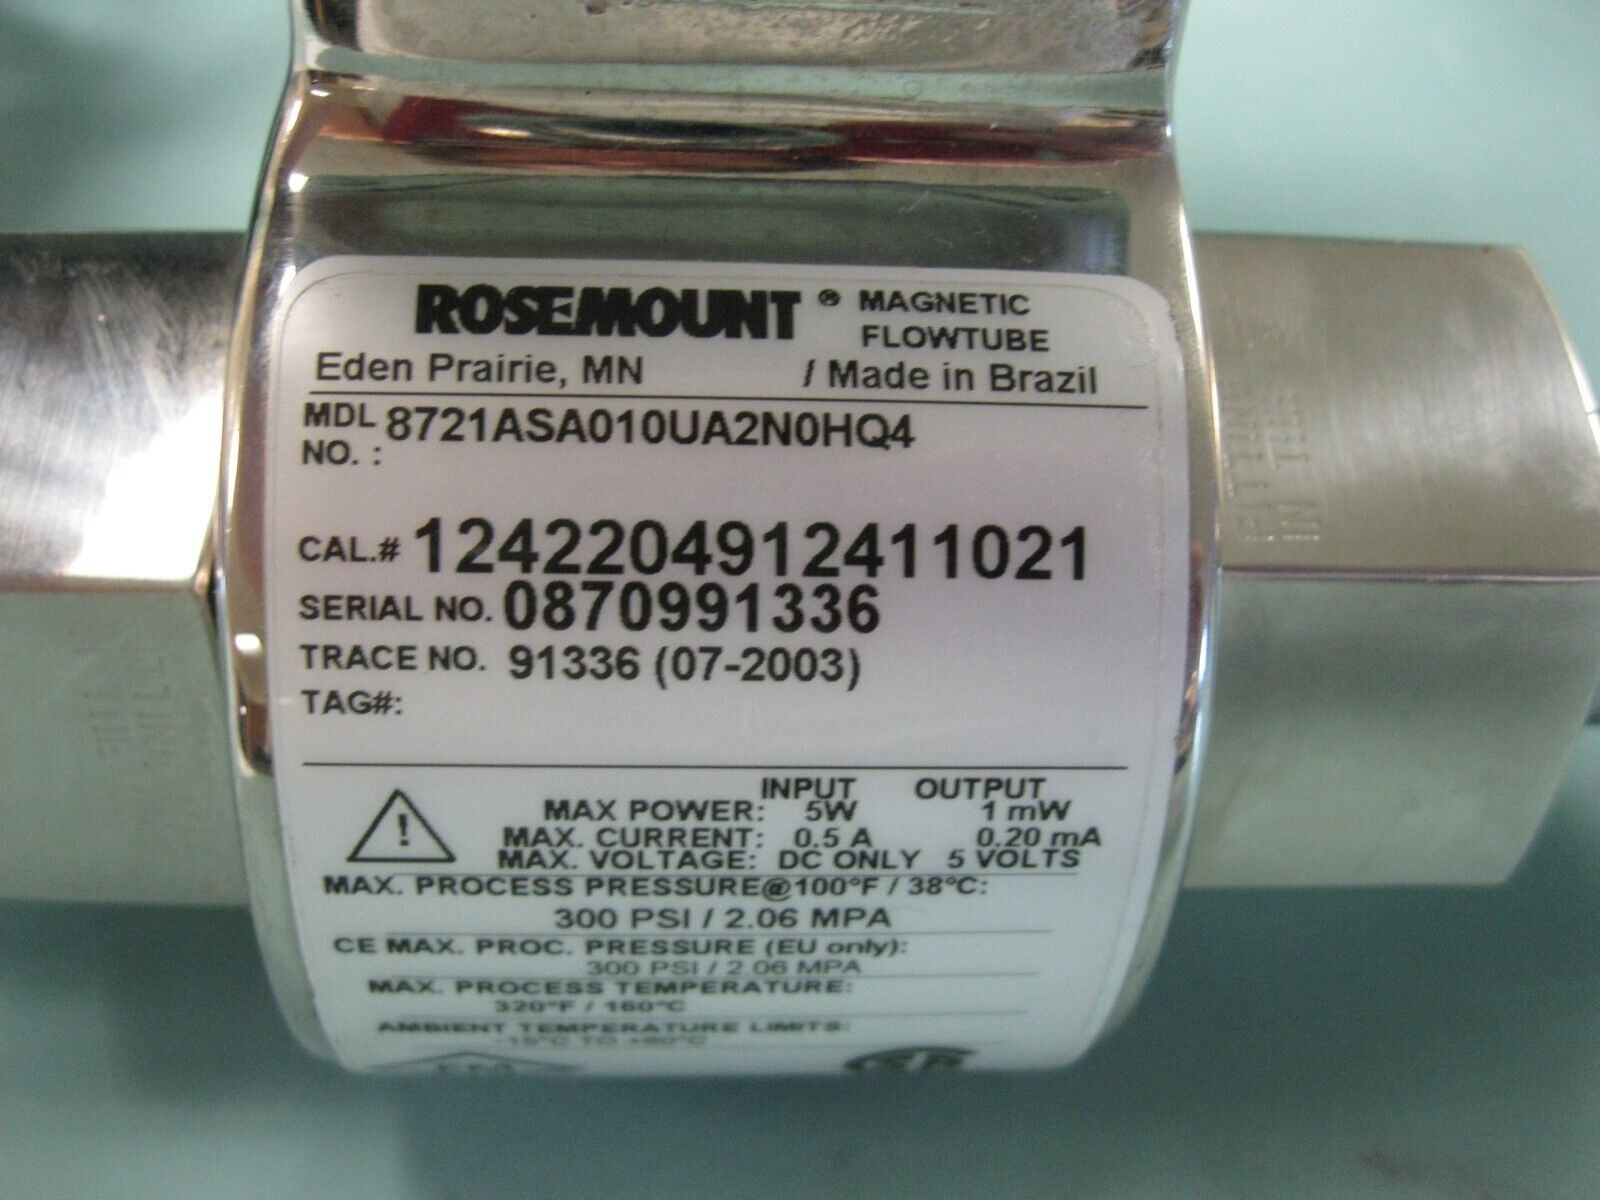 ROSEMOUNT ® MAGNETIC
FLOWTUBE
Eden Prairie, MN / Made in Brazil
MDL 8721ASA010UA2N0HQ4
NO. :
CAL.# 1242204912411021
SERIAL NO. 0870991336
TRACE NO. 91336 (07-2003)
TAG#:
INPUT OUTPUT
! MAX POWER: 5W 1 mW
MAX. CURRENT: 0.5 A 0.20 mA
MAX. VOLTAGE: DC ONLY 5 VOLTS
MAX. PROCESS PRESSURE@100°F / 38°C:
300 PSI / 2.06 MPA
CE MAX. PROC. PRESSURE (EU only):
300 PSI / 2.06 MPA
MAX. PROCESS TEMPERATURE:
320°F / 160°C
AMBIENT TEMPERATURE LIMITS:
-15°C TO +60°C